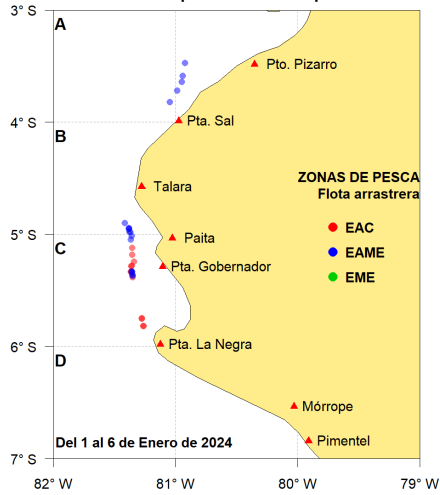 3° S
A
Pto. Pizarro
4° S
Pta. Sal
B
ZONAS DE PESCA
Talara
Flota arrastrera
EAC
5° S
Paita
C
EAME
Pta. Gobernador
EME
6° S
Pta. La Negra
D
Mórrope
Del 1 al 6 de Enero de 2024
Pimentel
7° S
82° W
81° W
80° W
79° W